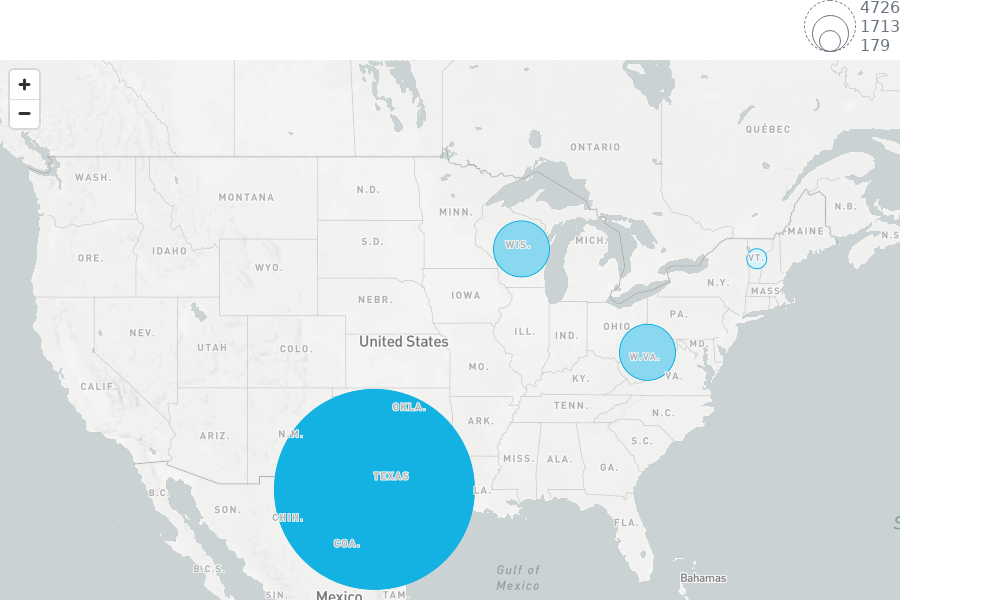 4726
1713
179
+
−
QUÉBEC
ONTARIO
WASH.
N.D.
MONTANA
N.B.
MINN.
MAINE
N.S
WIS.
MICH.
S.D.
IDAHO
ORE.
VT.
WYO.
N.Y.
MASS.
IOWA
NEBR.
PA.
OHIO
ILL.
IND.
NEV.
United States
MD.
UTAH
COLO.
W.VA.
MO.
KY.
VA.
CALIF.
OKLA.
TENN.
N.C.
ARK.
ARIZ.
N.M.
S.C.
MISS.
ALA.
GA.
TEXAS
LA.
B.C.
SON.
CHIH.
FLA.
S
COA.
B.C.S.
Gulf of
Mexico
Bahamas
SIN.
Mexico
TAM.